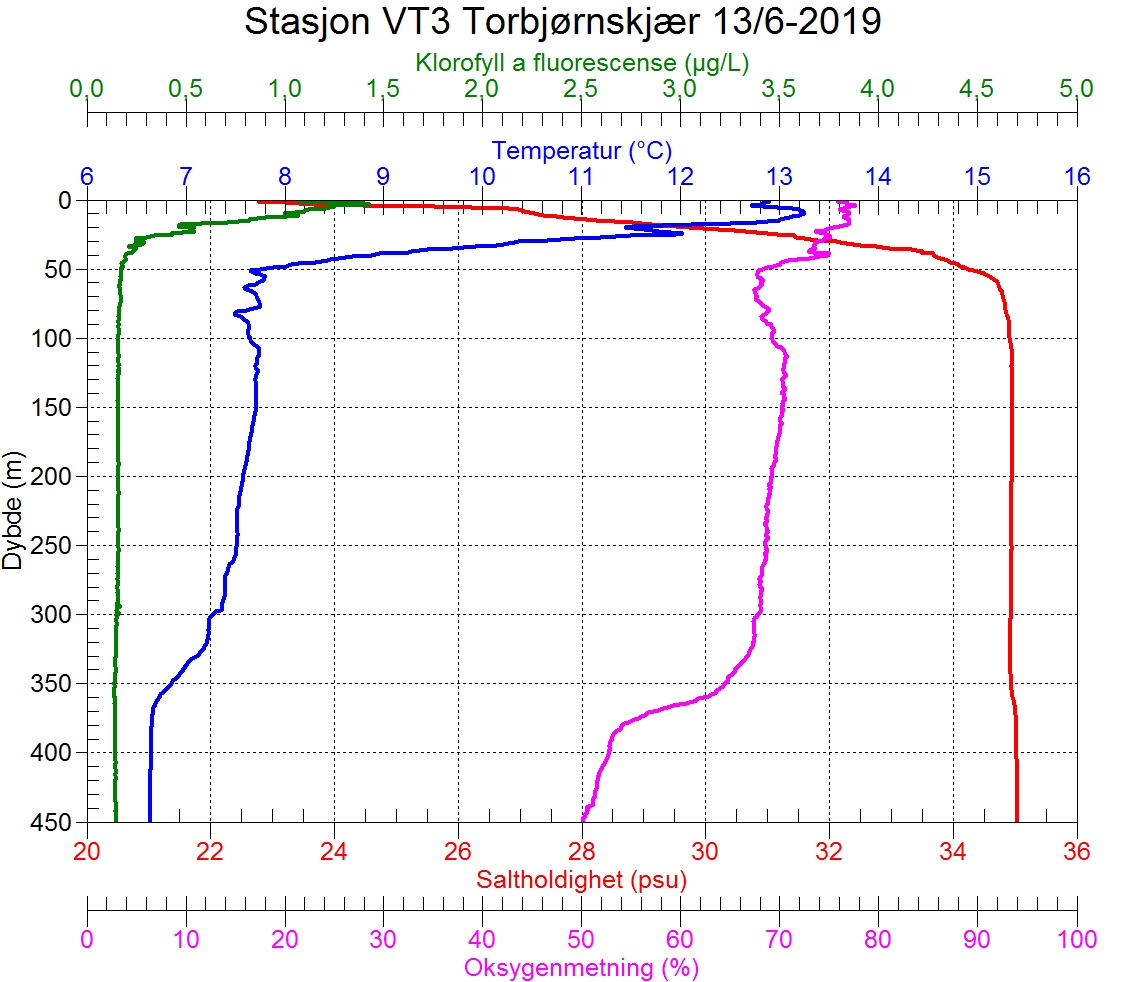 Stasjon VT3 Torbjørnskjær 13/6-2019
Klorofyll a fluorescense (µg/L)
0,0 0,5 1,0 1,5 2,0 2,5 3,0 3,5 4,0 4,5 5,0
Temperatur (°C)
6 7 8 9 10 11 12 13 14 15 16
0
50
100
150
200
250
300
350
400
450
Dybde (m)
20 22 24 26 28 30 32 34 36
Saltholdighet (psu)
0 10 20 30 40 50 60 70 80 90 100
Oksygenmetning (%)